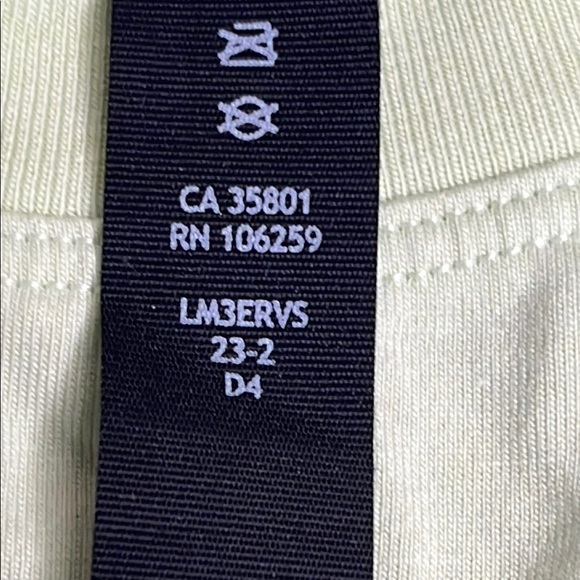 CA 35801
RN 106259
LM3ERVS
23-2
D4